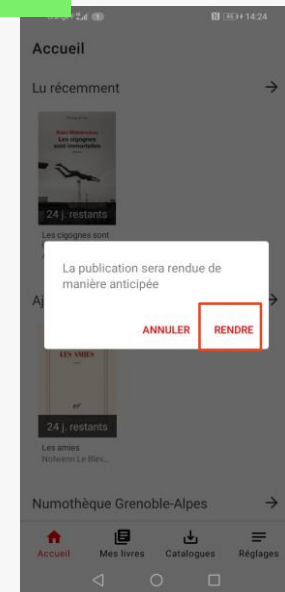 14:24
Accueil
Lu récemment
Les cigognes
sont immortelles
24 j. restants
Les cigognes sont
La publication sera rendue de
manière anticipée
ANNULER RENDRE
Aj
LES AMIES
nrf
24 j. restants
Les amies
Nolwenn Le Blev...
Numothèque Grenoble-Alpes
Accueil Mes livres Catalogues Réglages